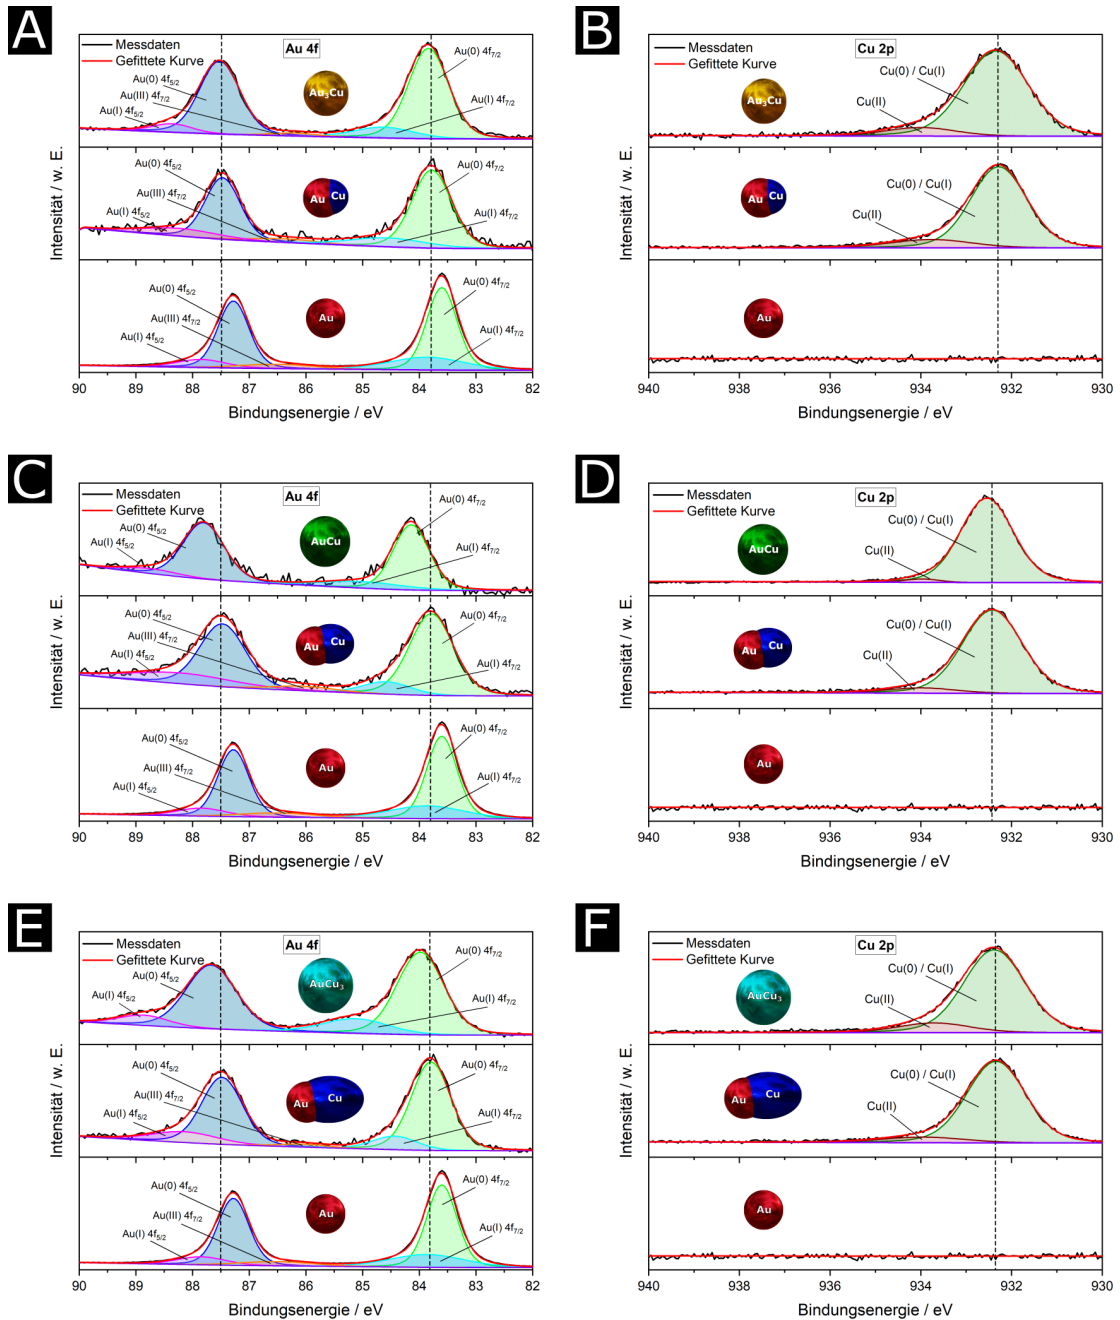 A
Au 4f
Messdaten
Gefittete Kurve
Au(0) 4f5/2
Au(III) 4f7/2
Au(I) 4f5/2
Au3Cu
Au(0) 4f7/2
Au(I) 4f7/2
Au(0) 4f5/2
Au(III) 4f7/2
Au(I) 4f5/2
Au Cu
Au(0) 4f7/2
Au(I) 4f7/2
Au(0) 4f5/2
Au(III) 4f7/2
Au(I) 4f5/2
Au
Au(0) 4f7/2
Au(I) 4f7/2
Intensität / w. E.
90 89 88 87 86 85 84 83 82
Bindungsenergie / eV
B
Cu 2p
Messdaten
Gefittete Kurve
Au3Cu
Cu(0) / Cu(I)
Cu(II)
Au Cu
Cu(0) / Cu(I)
Cu(II)
Au
Intensität / w. E.
940 938 936 934 932 930
Bindungsenergie / eV
C
Au 4f
Messdaten
Gefittete Kurve
Au(0) 4f5/2
Au(I) 4f5/2
AuCu
Au(0) 4f7/2
Au(I) 4f7/2
Au(0) 4f5/2
Au(III) 4f7/2
Au(I) 4f5/2
Au Cu
Au(0) 4f7/2
Au(I) 4f7/2
Au(0) 4f5/2
Au(III) 4f7/2
Au(I) 4f5/2
Au
Au(0) 4f7/2
Au(I) 4f7/2
Intensität / w. E.
90 89 88 87 86 85 84 83 82
Bindungsenergie / eV
D
Cu 2p
Messdaten
Gefittete Kurve
AuCu
Cu(0) / Cu(I)
Cu(II)
Au Cu
Cu(0) / Cu(I)
Cu(II)
Au
Intensität / w. E.
940 938 936 934 932 930
Bindingsenergie / eV
E
Au 4f
Messdaten
Gefittete Kurve
Au(0) 4f5/2
Au(I) 4f5/2
AuCu3
Au(0) 4f7/2
Au(I) 4f7/2
Au(0) 4f5/2
Au(III) 4f7/2
Au(I) 4f5/2
Au Cu
Au(0) 4f7/2
Au(I) 4f7/2
Au(0) 4f5/2
Au(III) 4f7/2
Au(I) 4f5/2
Au
Au(0) 4f7/2
Au(I) 4f7/2
Intensität / w. E.
90 89 88 87 86 85 84 83 82
Bindungsenergie / eV
F
Cu 2p
Messdaten
Gefittete Kurve
AuCu3
Cu(0) / Cu(I)
Cu(II)
Au Cu
Cu(0) / Cu(I)
Cu(II)
Au
Intensität / w. E.
940 938 936 934 932 930
Bindungsenergie / eV